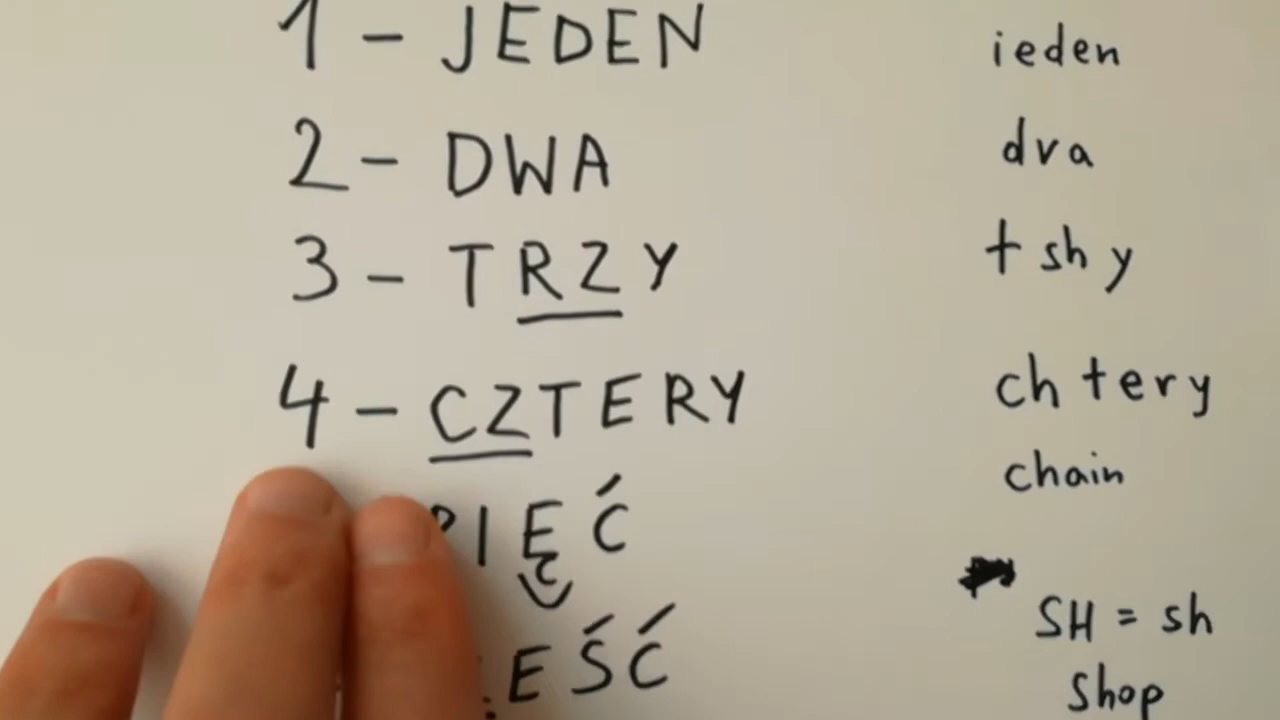 1 - JEDEN ieden
2 - DWA dva
3 - TRZY tshy
4 - CZTERY chtery
chain
SH = sh
Shop